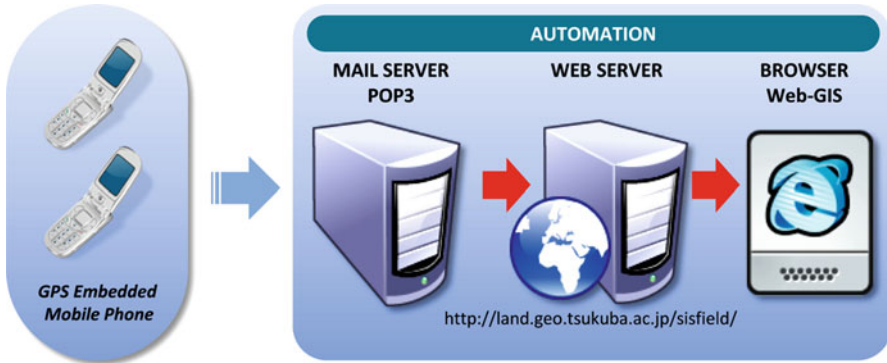 AUTOMATION
MAIL SERVER
POP3
WEB SERVER
BROWSER
Web-GIS
GPS Embedded
Mobile Phone
http://land.geo.tsukuba.ac.jp/sisfield/